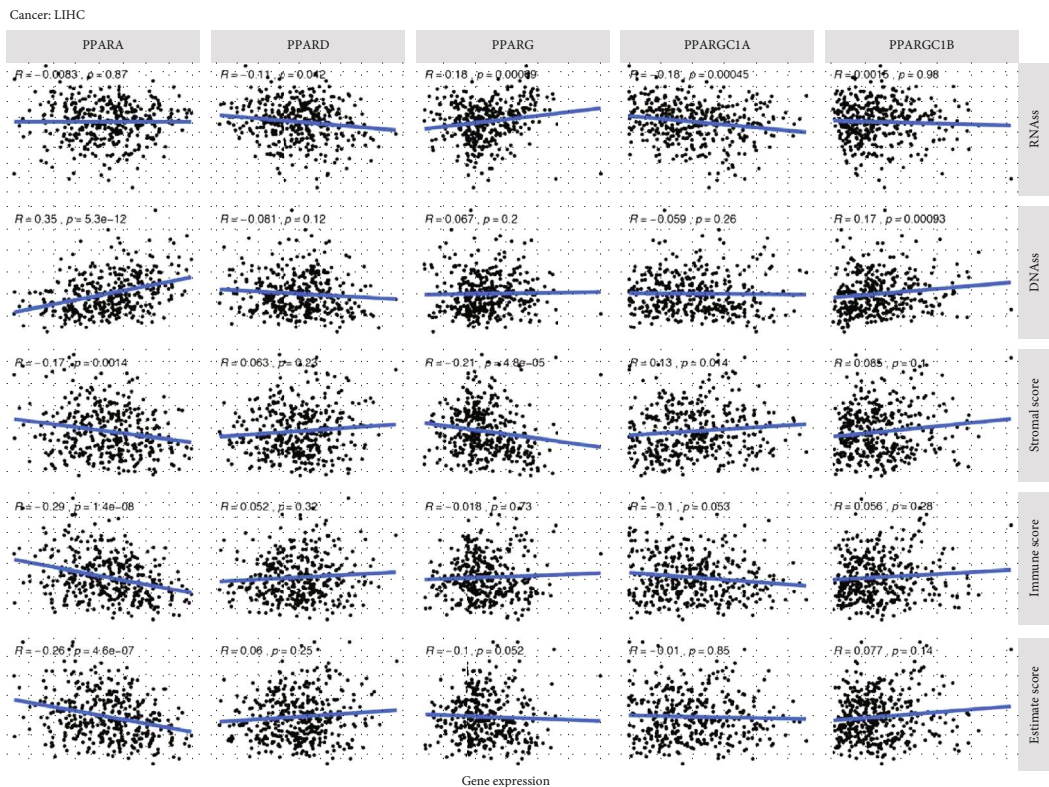 Cancer: LIHC
PPARA PPARD PPARG PPARGC1A PPARGC1B
R = −0.0083 , p = 0.87 R = −0.11 , p = 0.042 R = 0.18 , p = R = −0.18 , p = 0.00045 R = 0.0015 , p = 0.98
RNAss
R = 0.35 , p = 5.3e−12 R = −0.081 , p = 0.12 R = 0.067 , p = 0.2 R = −0.059 , p = 0.26 R = 0.17 , p = 0.00093
DNAss
R = −0.17 , p = 0.0014 R = 0.063 , p = 0.23 R = −0.21 , p = 4.8e−05 R = 0.13 , p = 0.014 R = 0.085 , p = 0.1
Stromal score
R = −0.29 , p = 1.4e−08 R = 0.052 , p = 0.32 R = −0.018 , p = 0.73 R = −0.1 , p = 0.053 R = 0.056 , p = 0.28
Immune score
R = −0.26 , p = 4.6e−07 R = 0.06 , p = 0.25 R = −0.1 , p = 0.052 R = −0.01 , p = 0.85 R = 0.077 , p = 0.14
Estimate score
Gene expression